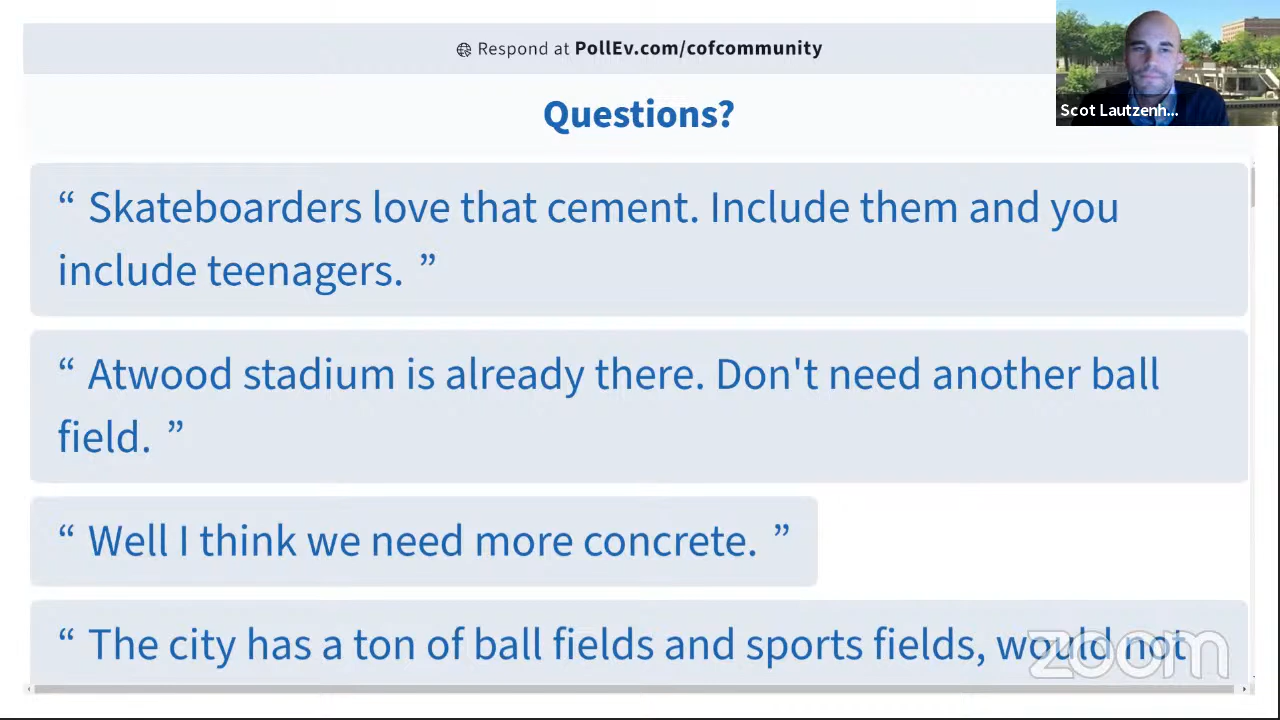 Respond at PollEv.com/cofcommunity
Scot Lautzenh...
Questions?
“ Skateboarders love that cement. Include them and you
include teenagers. ”
“ Atwood stadium is already there. Don't need another ball
field. ”
“ Well I think we need more concrete. ”
“ The city has a ton of ball fields and sports fields, would not
zoom